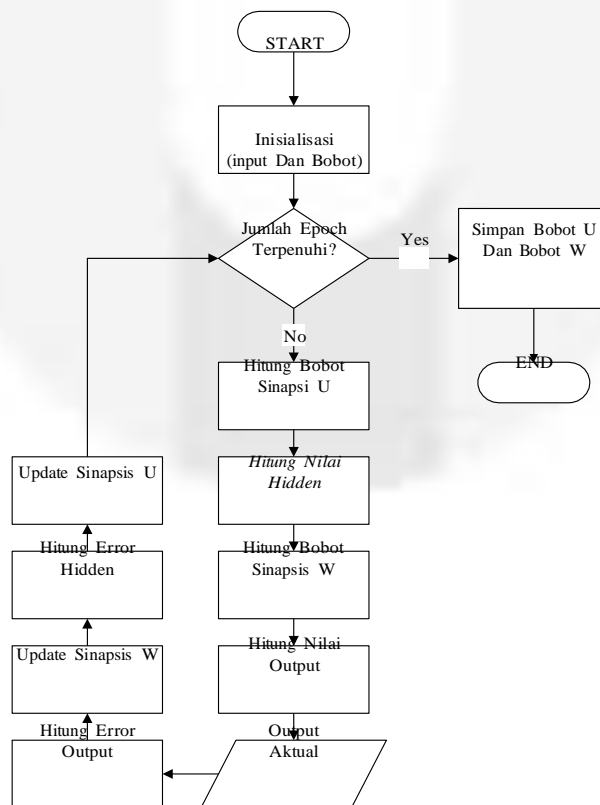 START
Inisialisasi
(input Dan Bobot)
Jumlah Epoch
Terpenuhi?
Yes
Simpan Bobot U
Dan Bobot W
END
No
Hitung Bobot
Sinapsi U
Hitung Nilai
Hidden
Hitung Bobot
Sinapsis W
Hitung Nilai
Output
Output
Aktual
Hitung Error
Output
Update Sinapsis W
Hitung Error
Hidden
Update Sinapsis U